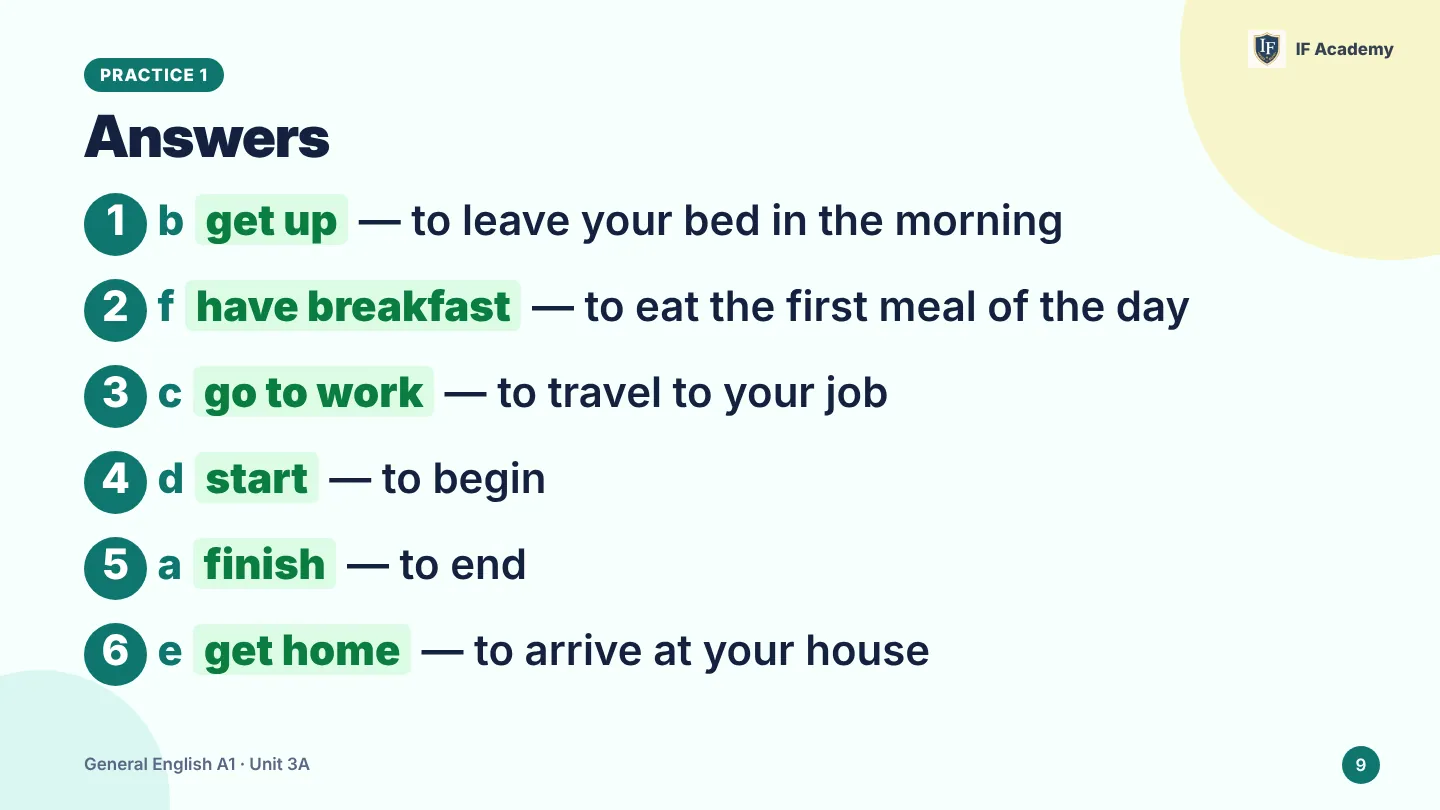 IF
IF Academy
PRACTICE 1
Answers
1 b get up — to leave your bed in the morning
2 f have breakfast — to eat the first meal of the day
3 c go to work — to travel to your job
4 d start — to begin
5 a finish — to end
6 e get home — to arrive at your house
General English A1 · Unit 3A
9